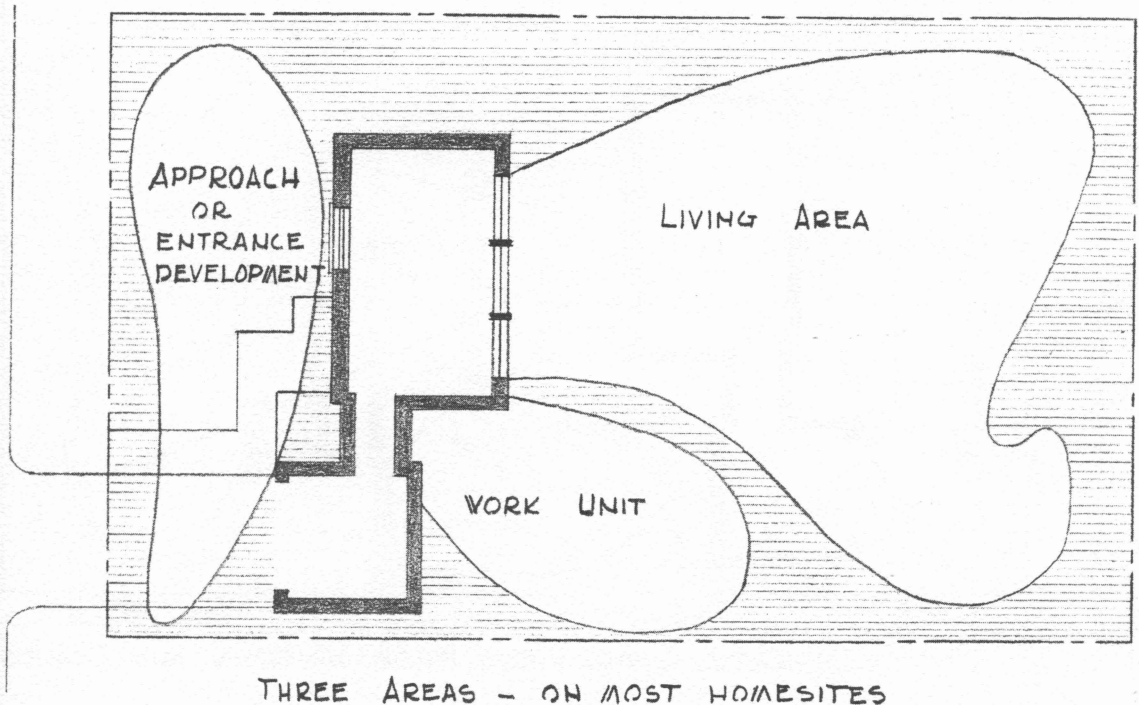 APPROACH
OR
ENTRANCE
DEVELOPMENT
LIVING AREA
WORK UNIT
THREE AREAS - ON MOST HOMESITES